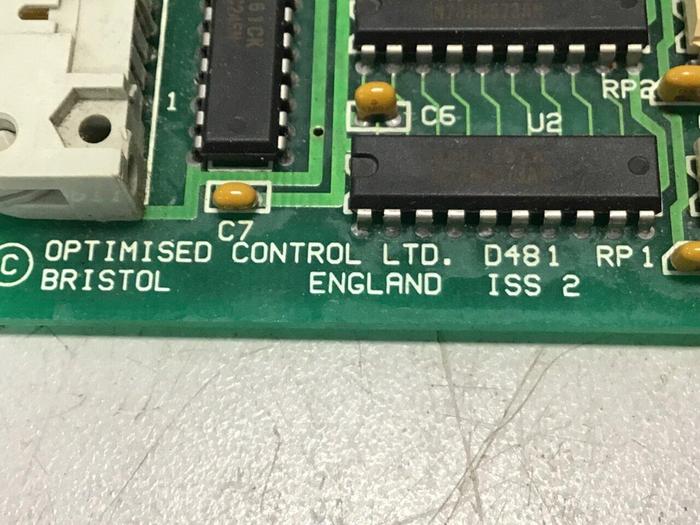 1
C6
U2
RP2
C7
© OPTIMISED CONTROL LTD. D481 RP1
BRISTOL ENGLAND ISS 2